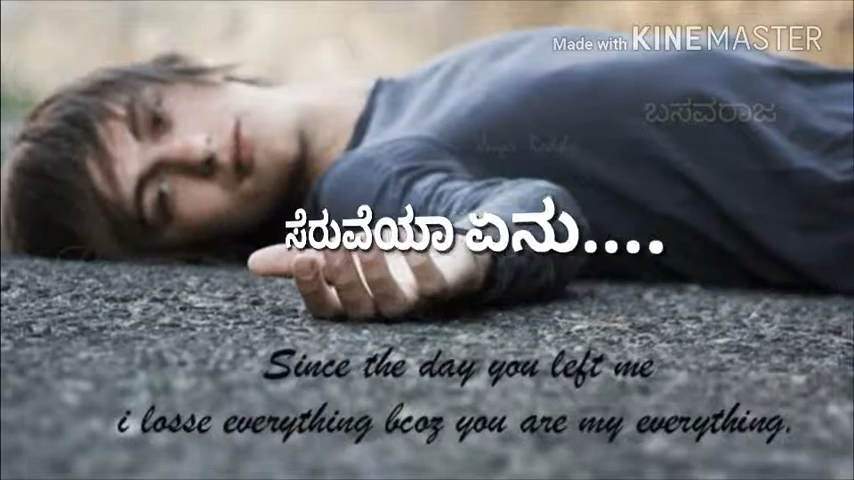 Made with KINEMASTER
ಬಸವರಾಜ
ಸೆರುವೆಯಾ ಏನು....
Since the day you left me
i losse everything bcoz you are my everything.